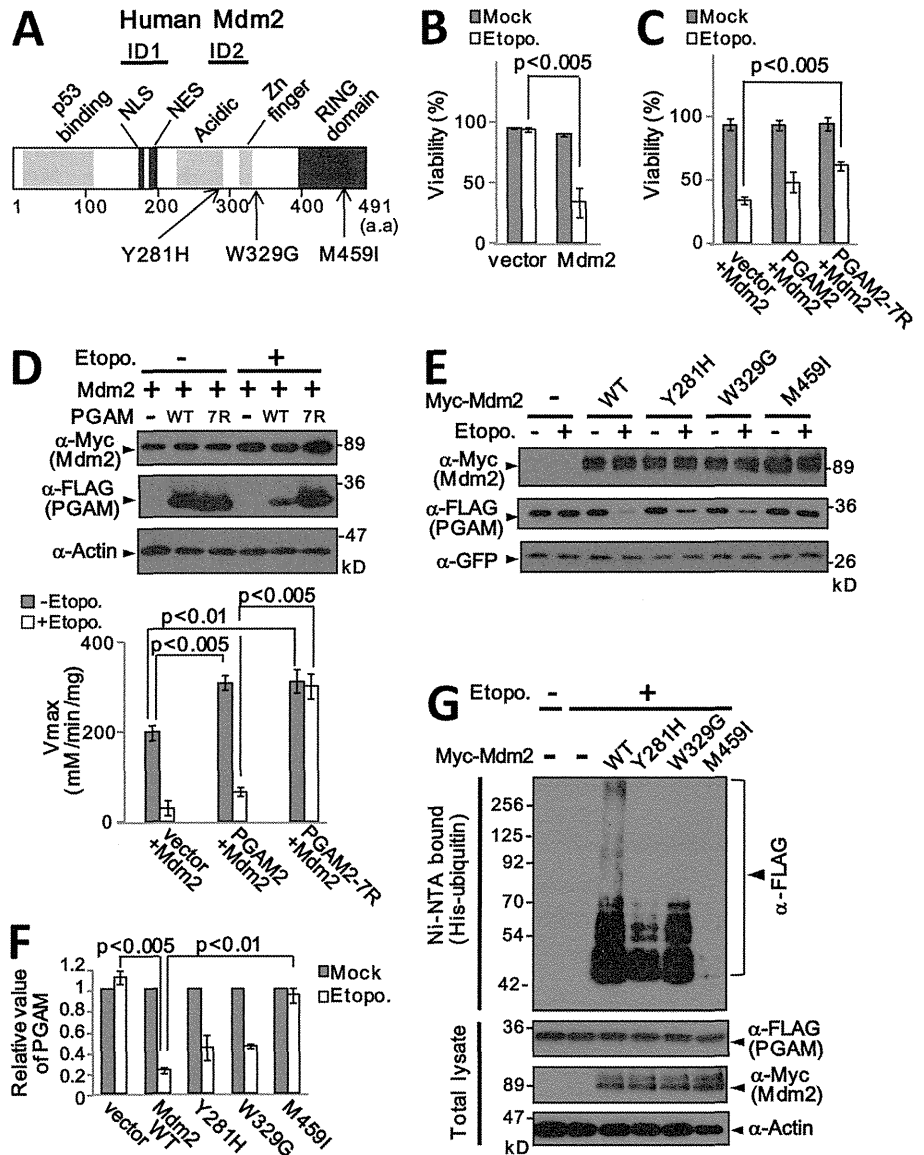 A
Human Mdm2
ID1 ID2
p53 binding
NLS
NES
Acidic
Zn finger
RING domain
1 100 200 300 400 491
(a.a)
Y281H W329G M459I
B
Mock
Etopo.
p<0.005
Viability (%)
100
50
0
vector Mdm2
C
Mock
Etopo.
p<0.005
Viability (%)
100
50
0
vector +Mdm2
PGAM2 +Mdm2
PGAM2-7R +Mdm2
D
Etopo. - +
Mdm2 + + + + + +
PGAM - WT 7R - WT 7R
α-Myc (Mdm2)
-89
-36
α-FLAG (PGAM)
-47
α-Actin
kD
-Etopo.
+Etopo.
p<0.005
p<0.01
p<0.005
Vmax (mM/min/mg)
400
200
0
vector +Mdm2
PGAM2 +Mdm2
PGAM2-7R +Mdm2
E
Myc-Mdm2 - WT Y281H W329G M459I
Etopo. - + - + - + - + - +
α-Myc (Mdm2)
-89
α-FLAG (PGAM)
-36
α-GFP
-26
kD
F
p<0.005 p<0.01
Mock
Etopo.
Relative value of PGAM
1.2
1
0.8
0.6
0.4
0.2
0
vector
Mdm2 WT
Y281H
W329G
M459I
G
Etopo. - +
Myc-Mdm2 - - WT Y281H W329G M459I
Ni-NTA bound (His-ubiquitin)
256-
125-
92-
70-
54-
42-
α-FLAG
Total lysate
36-
α-FLAG (PGAM)
89-
α-Myc (Mdm2)
47-
α-Actin
kD